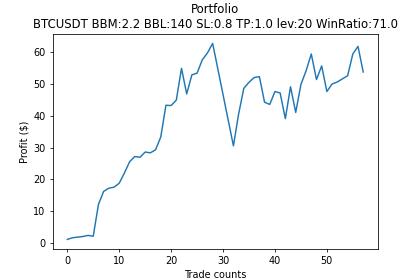 Portfolio
BTCUSDT BBM:2.2 BBL:140 SL:0.8 TP:1.0 lev:20 WinRatio:71.0
Profit ($)
60
50
40
30
20
10
0
0 10 20 30 40 50
Trade counts